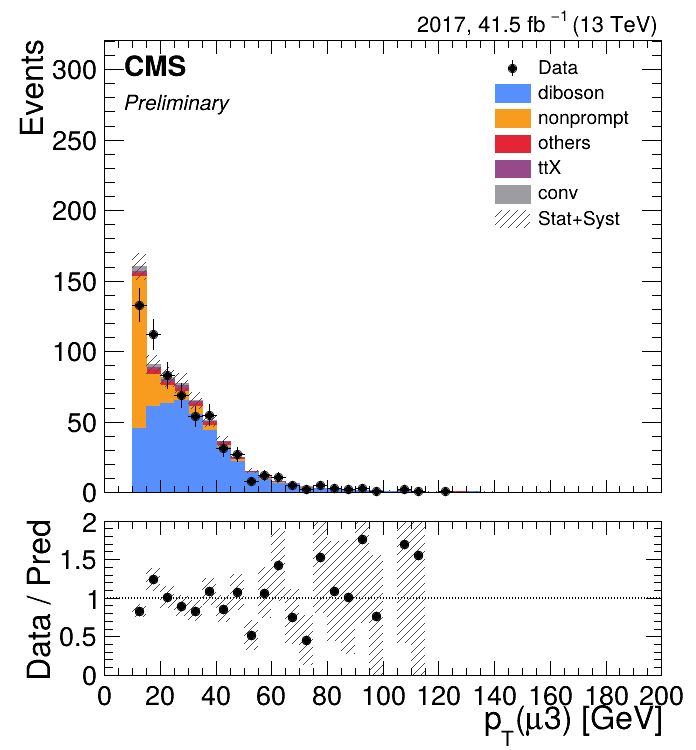 2017, 41.5 fb⁻¹ (13 TeV)
CMS
Preliminary
Events
300
250
200
150
100
50
0
Data
diboson
nonprompt
others
ttX
conv
Stat+Syst
Data / Pred
2
1.5
1
0.5
0
0 20 40 60 80 100 120 140 160 180 200
p_T(μ3) [GeV]